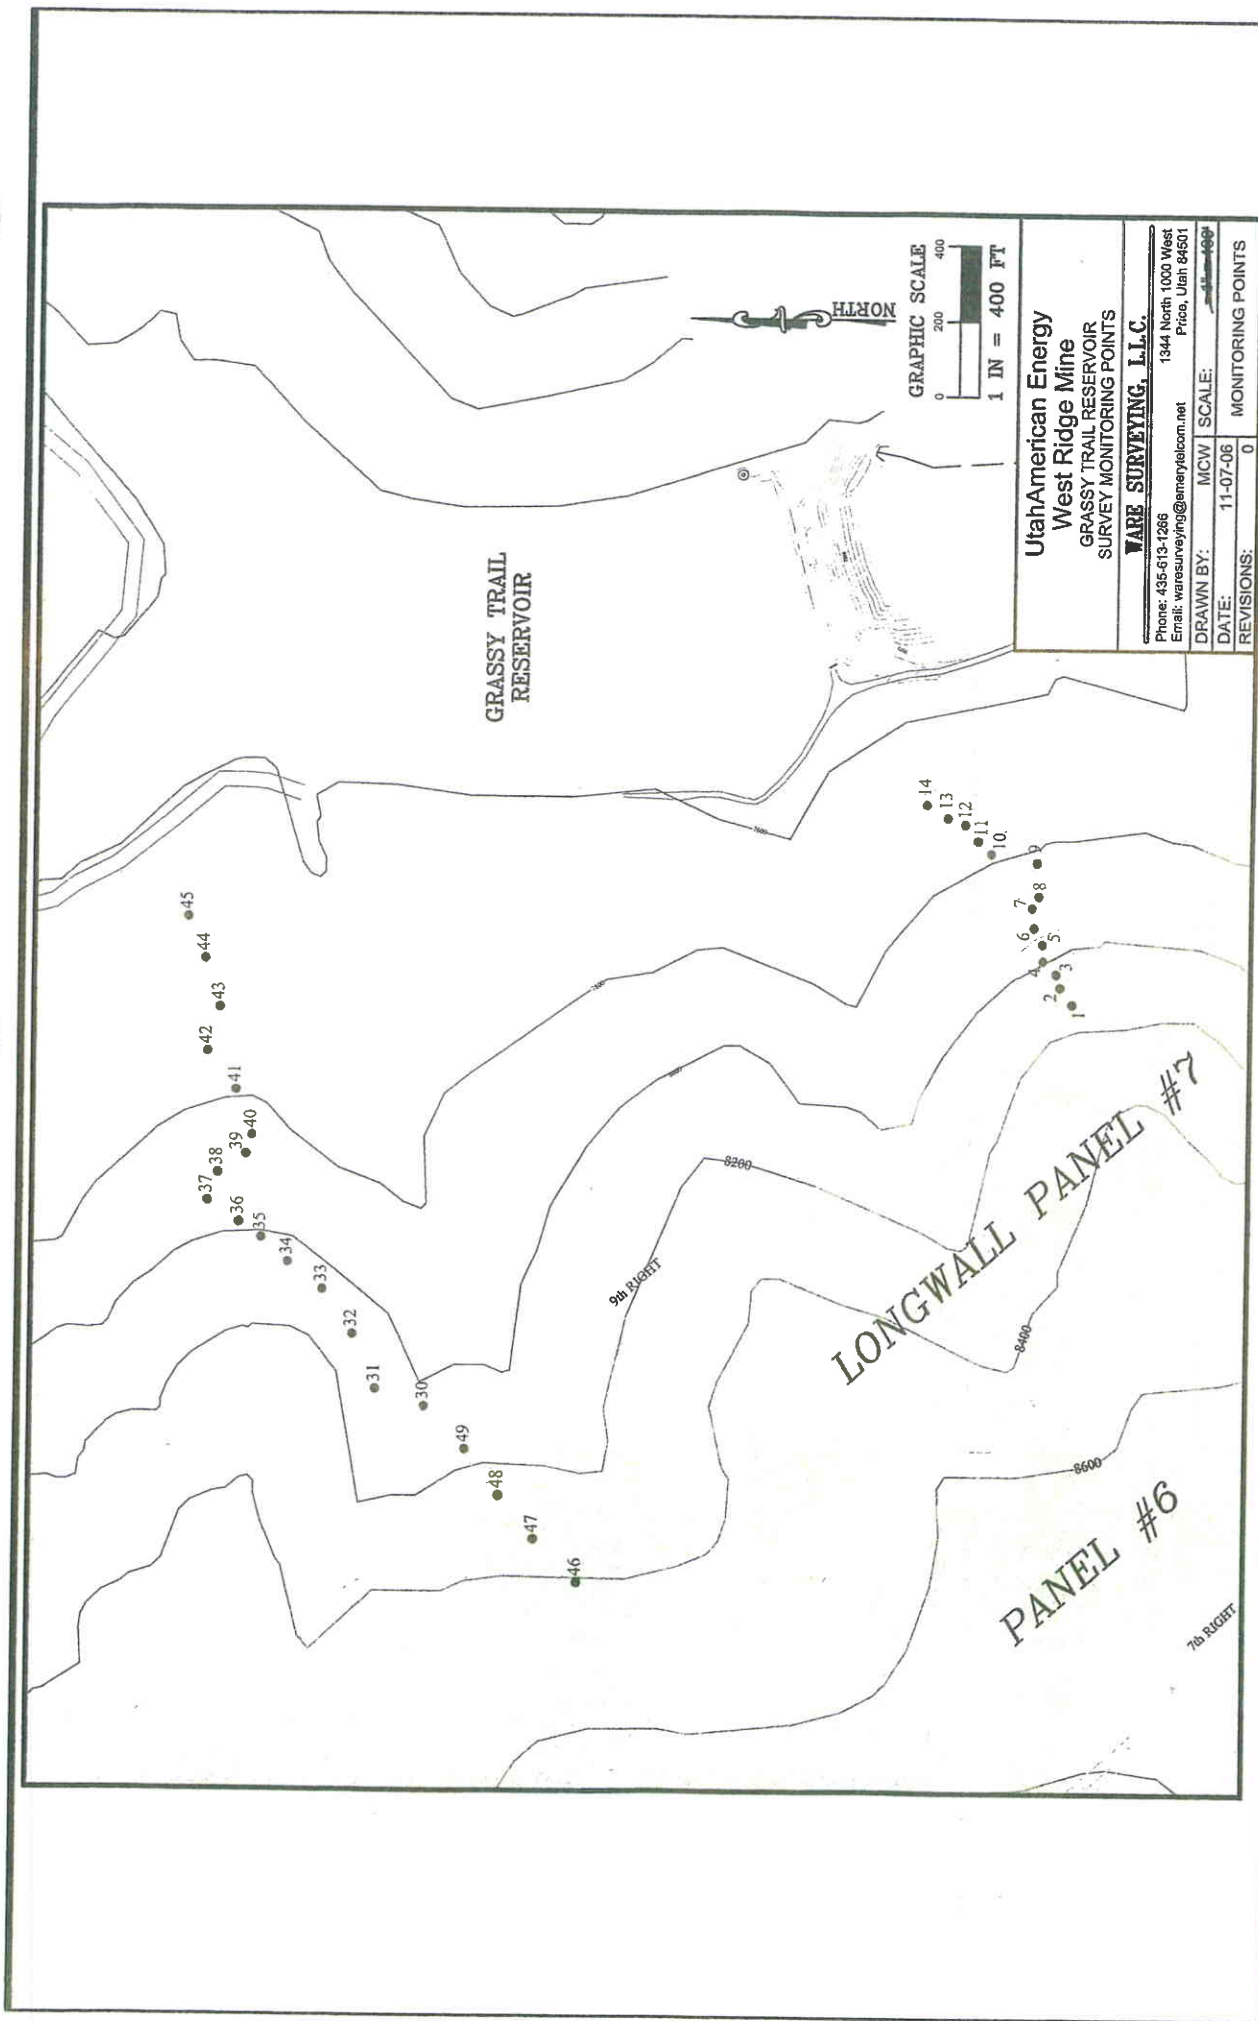 GRASSY TRAIL
RESERVOIR
45
44
43
42
41
40
39
38
37
36
35
34
33
32
31
30
49
48
47
46
14
13
12
11
10
9
8
7
6
5
4
3
2
1
8200
9th RIGHT
LONGWALL PANEL #7
8400
8600
PANEL #6
7th RIGHT
NORTH
GRAPHIC SCALE
0 200 400
1 IN = 400 FT
UtahAmerican Energy
West Ridge Mine
GRASSY TRAIL RESERVOIR
SURVEY MONITORING POINTS
WARE SURVEYING, L.L.C.
Phone: 435-613-1266 1344 North 1000 West
Email: waresurveying@emerytelcom.net Price, Utah 84501
DRAWN BY: MCW SCALE:
DATE: 11-07-06 MONITORING POINTS
REVISIONS: 0